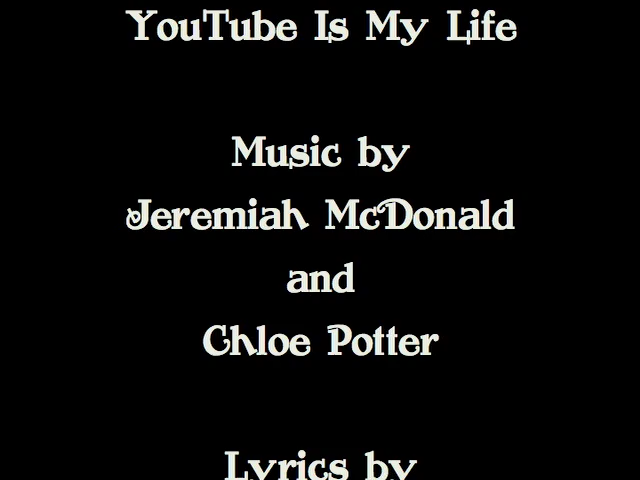 YouTube Is My Life
Music by
Jeremiah McDonald
and
Chloe Potter
Lyrics by